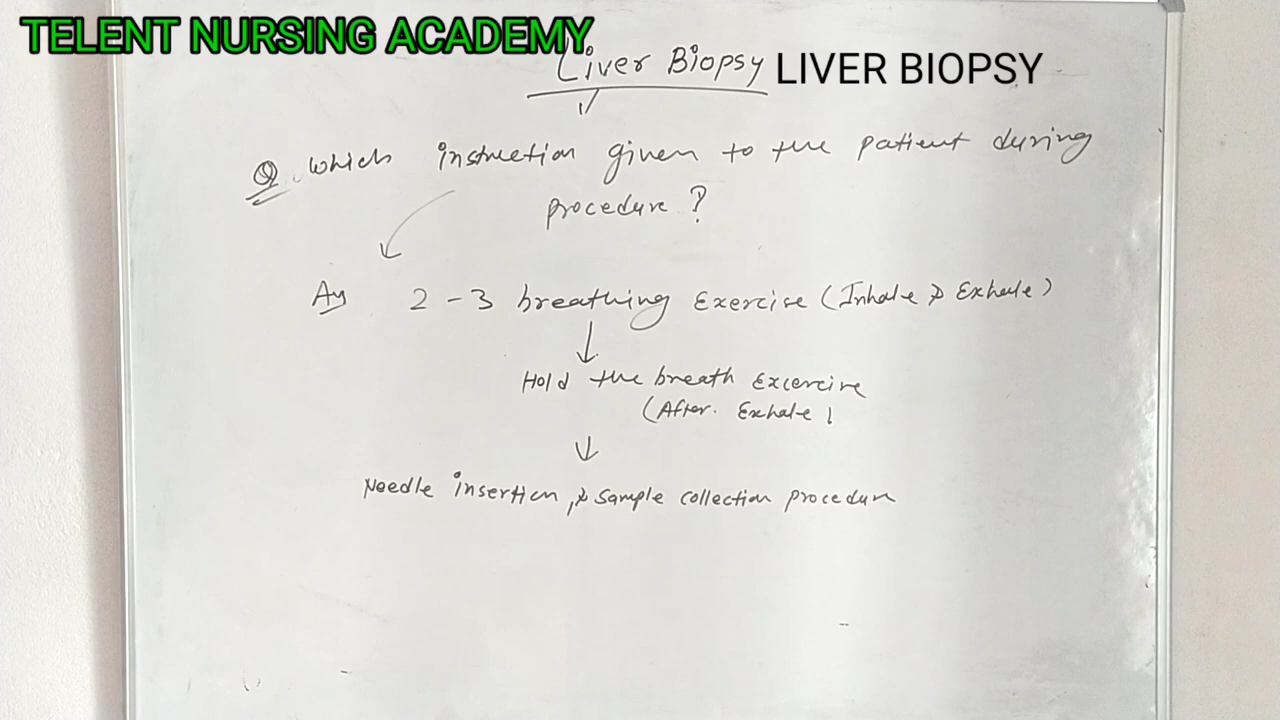 TELENT NURSING ACADEMY
Liver Biopsy LIVER BIOPSY
Q. which instruction given to the patient during
procedure ?
Ans 2-3 breathing Exercise (Inhale & Exhale)
Hold the breath Excercire
(After. Exhale)
Needle insertion, & sample collection procedure